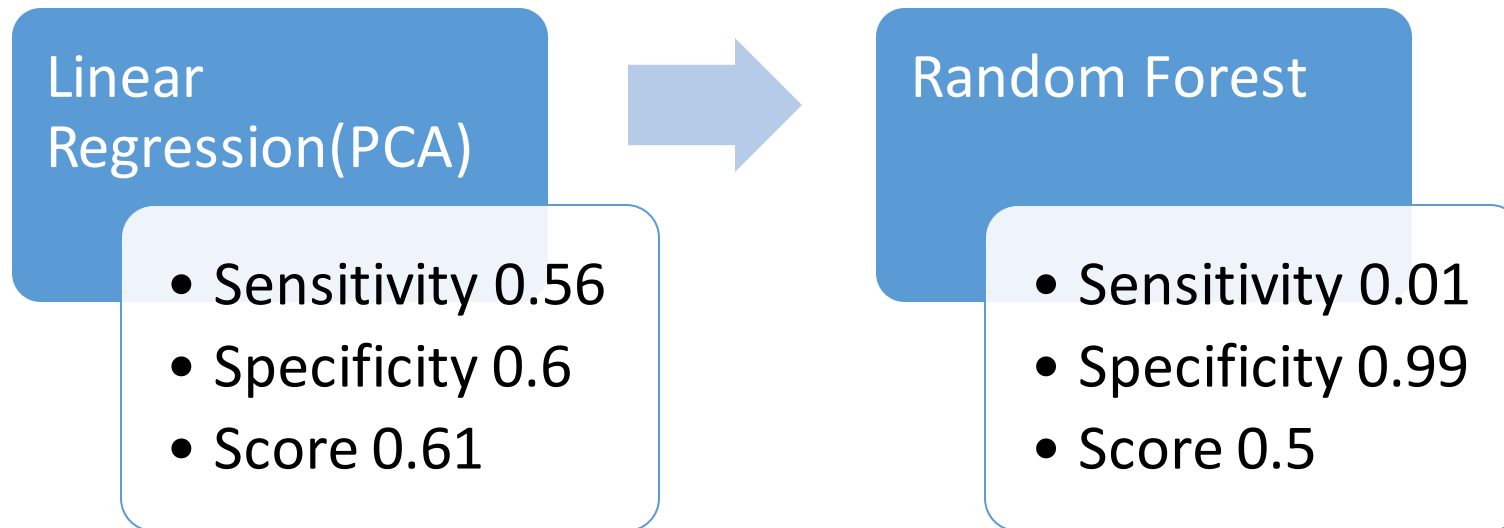 Linear
Regression(PCA)
• Sensitivity 0.56
• Specificity 0.6
• Score 0.61
Random Forest
• Sensitivity 0.01
• Specificity 0.99
• Score 0.5